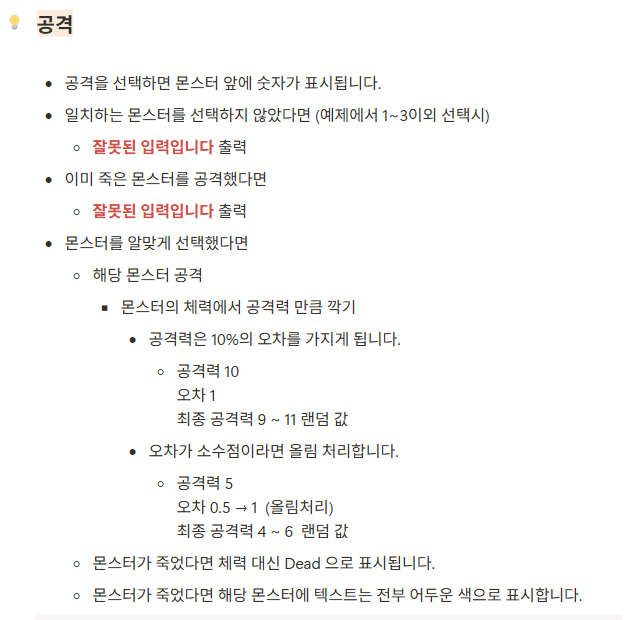 공격
공격을 선택하면 몬스터 앞에 숫자가 표시됩니다.
일치하는 몬스터를 선택하지 않았다면 (예제에서 1~3이외 선택시)
잘못된 입력입니다 출력
이미 죽은 몬스터를 공격했다면
잘못된 입력입니다 출력
몬스터를 알맞게 선택했다면
해당 몬스터 공격
몬스터의 체력에서 공격력 만큼 깍기
공격력은 10%의 오차를 가지게 됩니다.
공격력 10
오차 1
최종 공격력 9 ~ 11 랜덤 값
오차가 소수점이라면 올림 처리합니다.
공격력 5
오차 0.5 → 1 (올림처리)
최종 공격력 4 ~ 6 랜덤 값
몬스터가 죽었다면 체력 대신 Dead 으로 표시됩니다.
몬스터가 죽었다면 해당 몬스터에 텍스트는 전부 어두운 색으로 표시합니다.